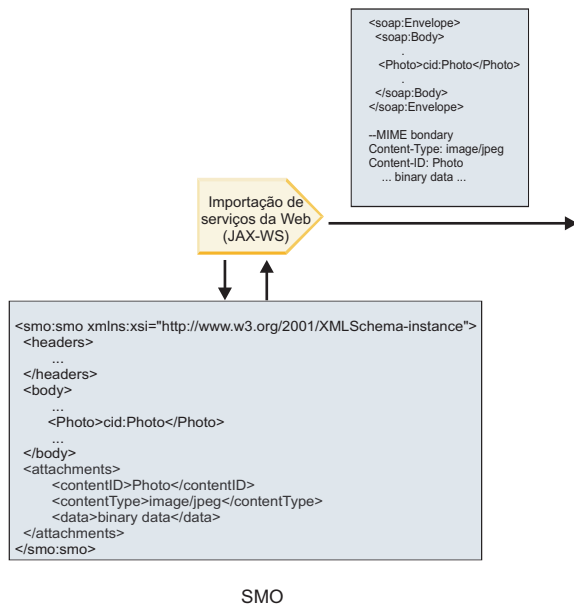 <soap:Envelope>
<soap:Body>
.
<Photo>cid:Photo</Photo>
.
</soap:Body>
</soap:Envelope>
--MIME bondary
Content-Type: image/jpeg
Content-ID: Photo
... binary data ...
Importação de
serviços da Web
(JAX-WS)
<smo:smo xmlns:xsi="http://www.w3.org/2001/XMLSchema-instance">
<headers>
...
</headers>
<body>
...
<Photo>cid:Photo</Photo>
...
</body>
<attachments>
<contentID>Photo</contentID>
<contentType>image/jpeg</contentType>
<data>binary data</data>
</attachments>
</smo:smo>
SMO